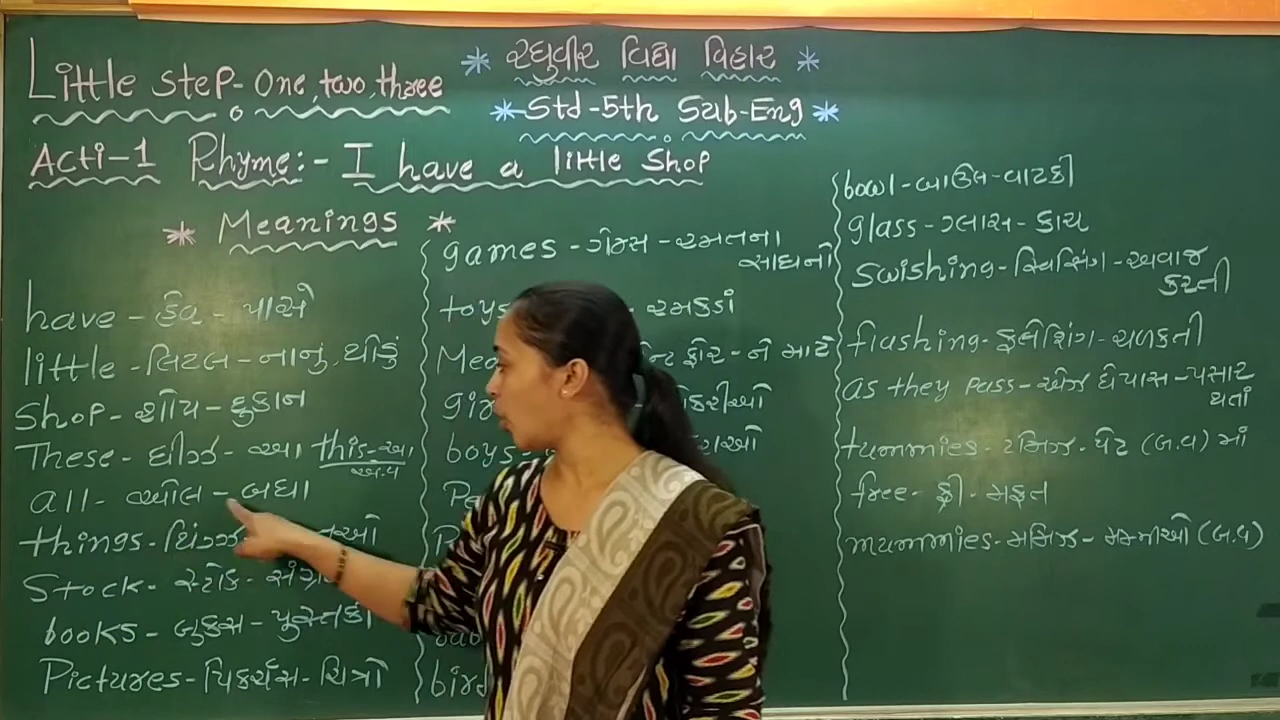 Little step- one, two, three
* રઘુવીર વિદ્યા વિહાર *
* Std-5th Sub-Eng *
Acti-1 Rhyme:- I have a little Shop
* Meanings *
have - હેવ - પાસે
little - લિટલ - નાનું, થોડું
Shop - શોપ - દુકાન
These - ધીઝ - આ this-આ
એ.વ
all - ઓલ - બધા
things - થિંગ્ઝ
Stock - સ્ટોક -
books - બુક્સ - પુસ્તકો
Pictures - પિક્ચર્સ - ચિત્રો
games - ગેમ્સ - રમતના
સાધનો
toys - રમકડાં
ફોર - ને માટે
boys -
bowl - બાઉલ - વાટકી
glass - ગ્લાસ - કાચ
swishing - સ્વિસિંગ - અવાજ
કરતી
flashing - ફ્લેશિંગ - ચળકતી
as they pass - એઝ ધે પાસ - પસાર
થતાં
tummies - ટમિઝ - પેટ (બ.વ) માં
free - ફ્રી - મફત
mummies - મમિઝ - મમ્મીઓ (બ.વ)